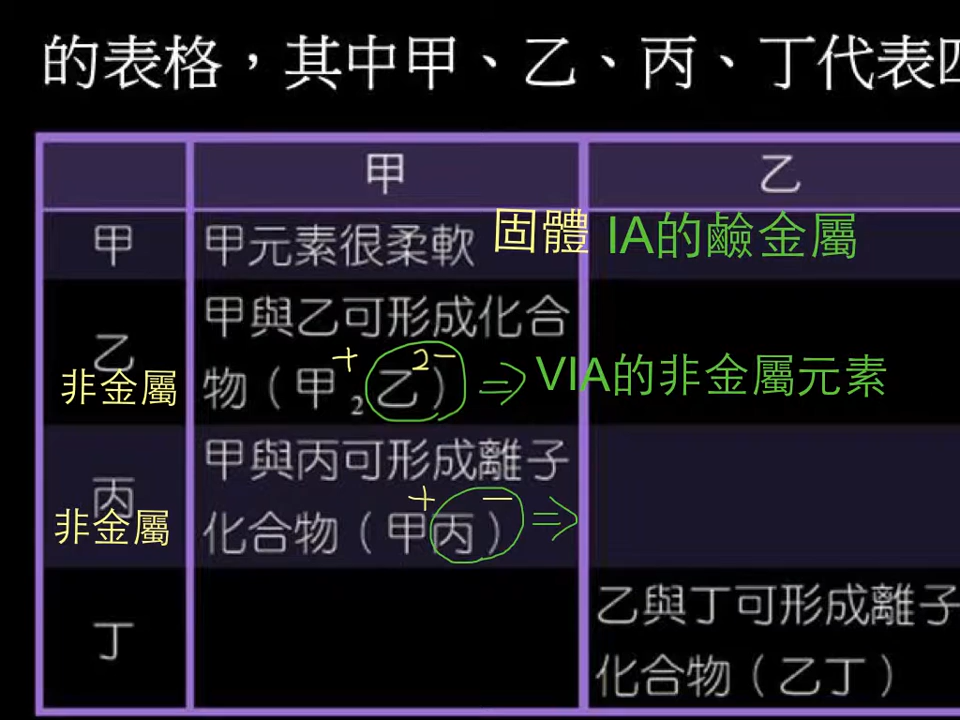 的表格，其中甲、乙、丙、丁代表
甲 乙
甲 甲元素很柔軟 固體 IA的鹼金屬
甲與乙可形成化合
乙 + 2−
非金屬 物（甲₂乙） ⇒ VIA的非金屬元素
甲與丙可形成離子
丙 + −
非金屬 化合物（甲丙） ⇒
乙與丁可形成離子
丁
化合物（乙丁）